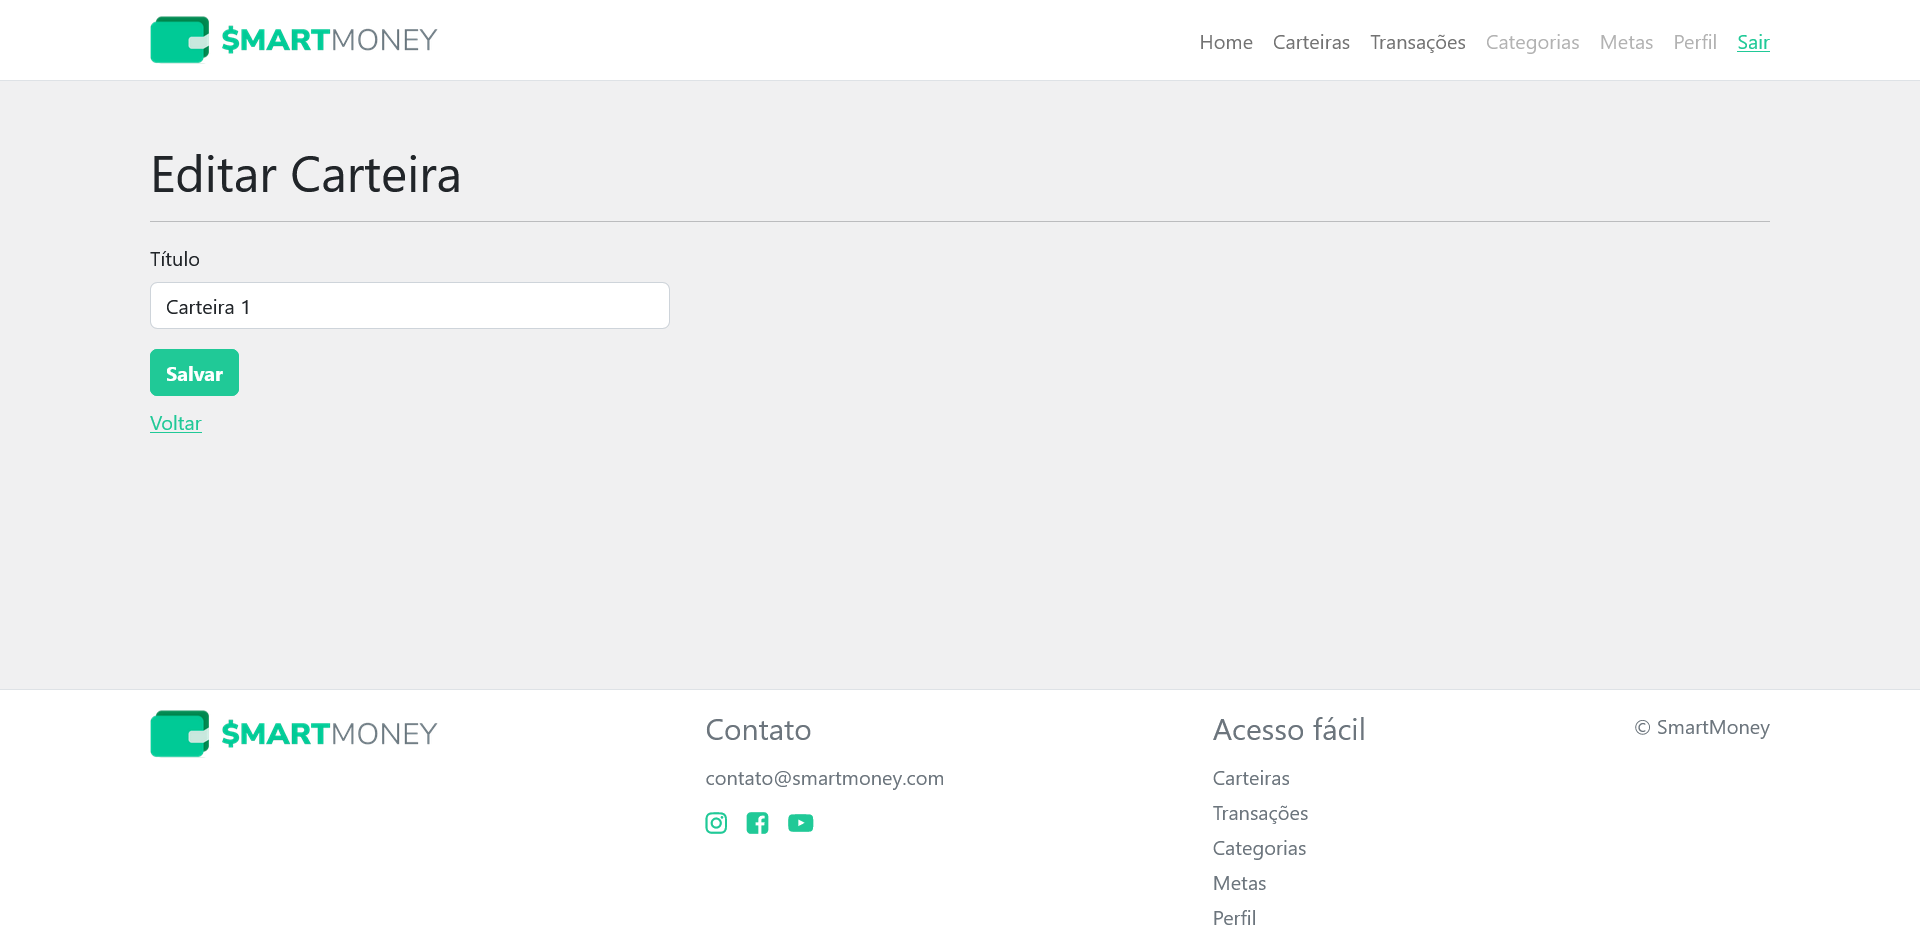 $MARTMONEY
Home Carteiras Transações Categorias Metas Perfil Sair
Editar Carteira
Título
Carteira 1
Salvar
Voltar
$MARTMONEY
Contato
contato@smartmoney.com
Acesso fácil
Carteiras
Transações
Categorias
Metas
Perfil
© SmartMoney